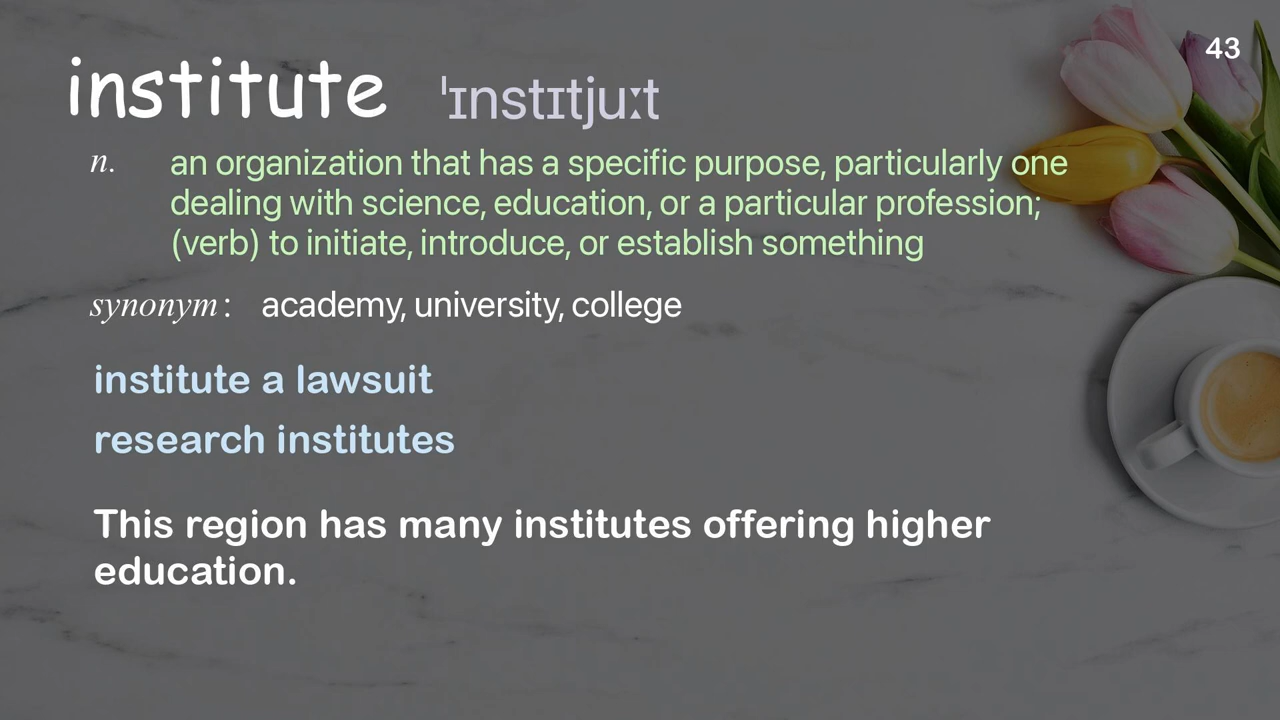 43
institute ˈɪnstɪtjuːt
n. an organization that has a specific purpose, particularly one
dealing with science, education, or a particular profession;
(verb) to initiate, introduce, or establish something
synonym: academy, university, college
institute a lawsuit
research institutes
This region has many institutes offering higher
education.